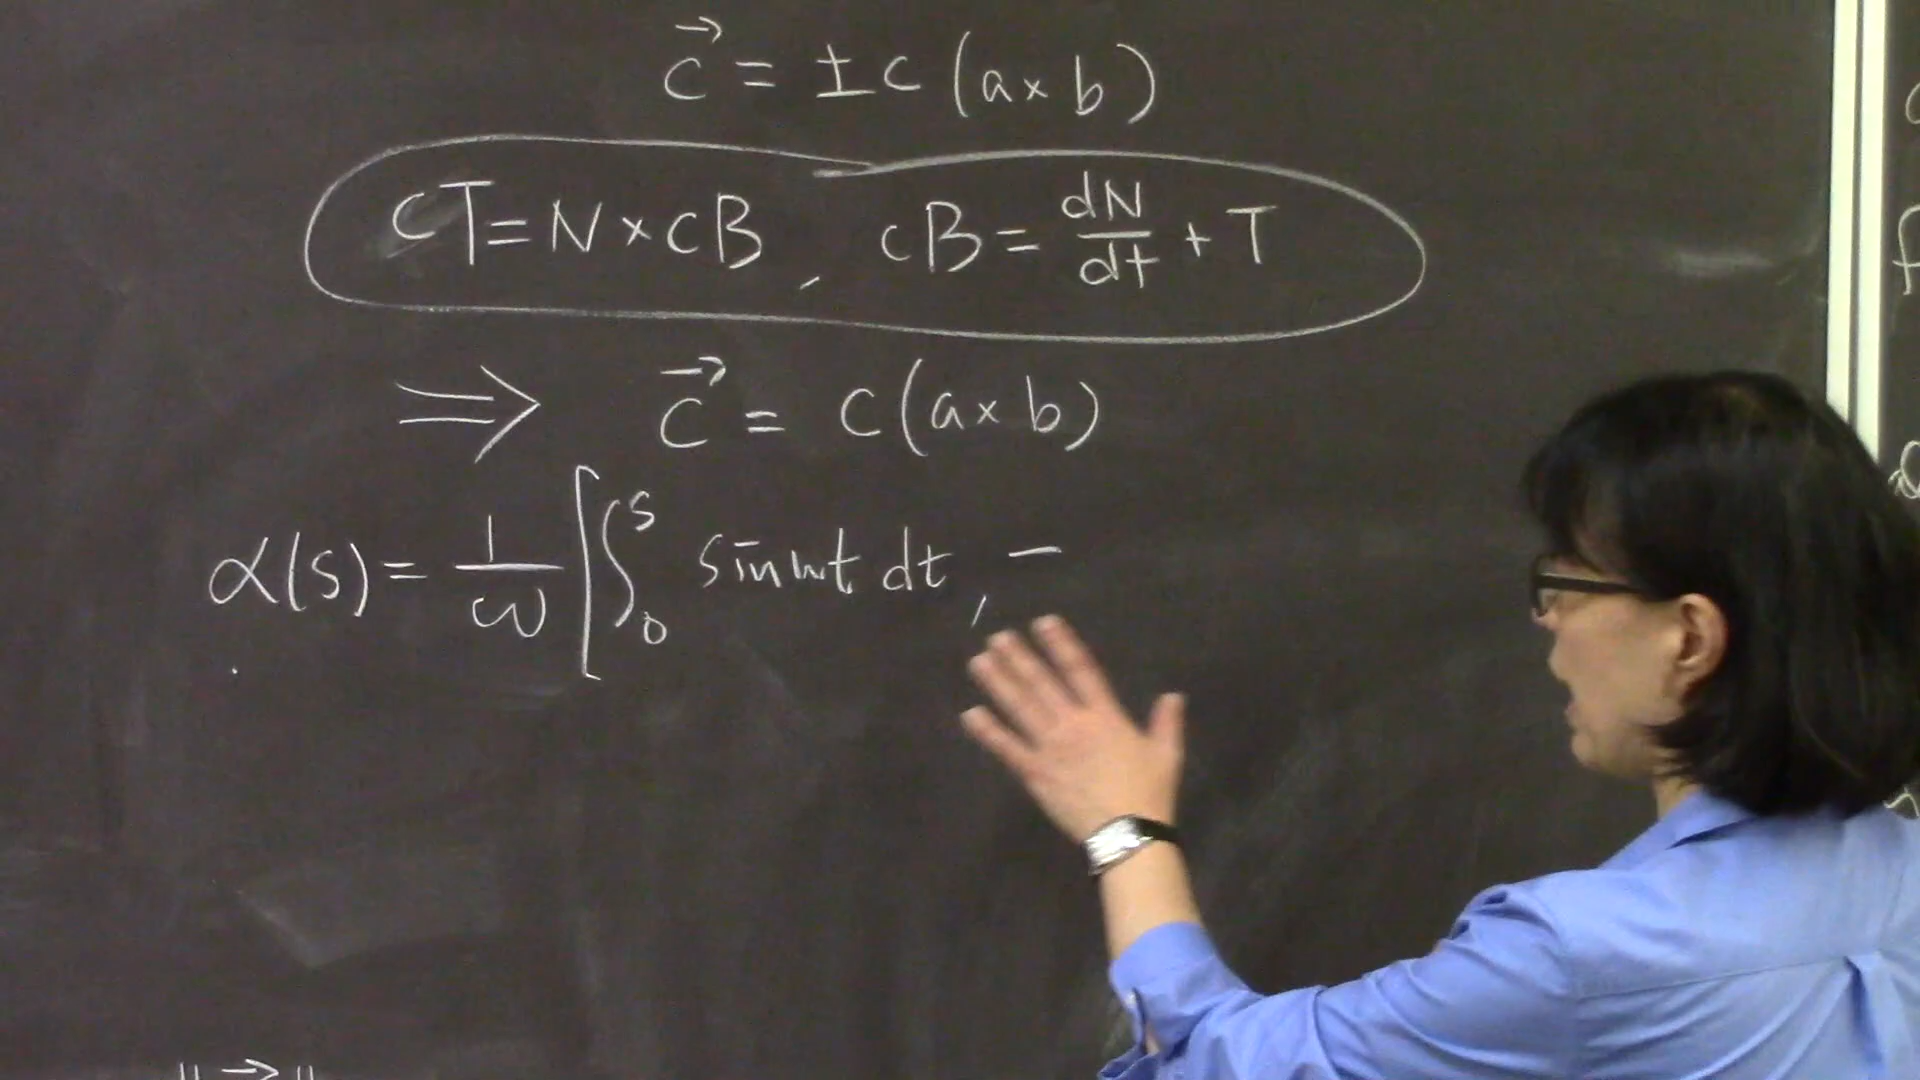 →c = ±c (a×b)
cT = N × cB , cB = dN/dt + T
⇒ →c = c(a×b)
α(s) = 1/ω [∫₀ˢ sin ωt dt, −